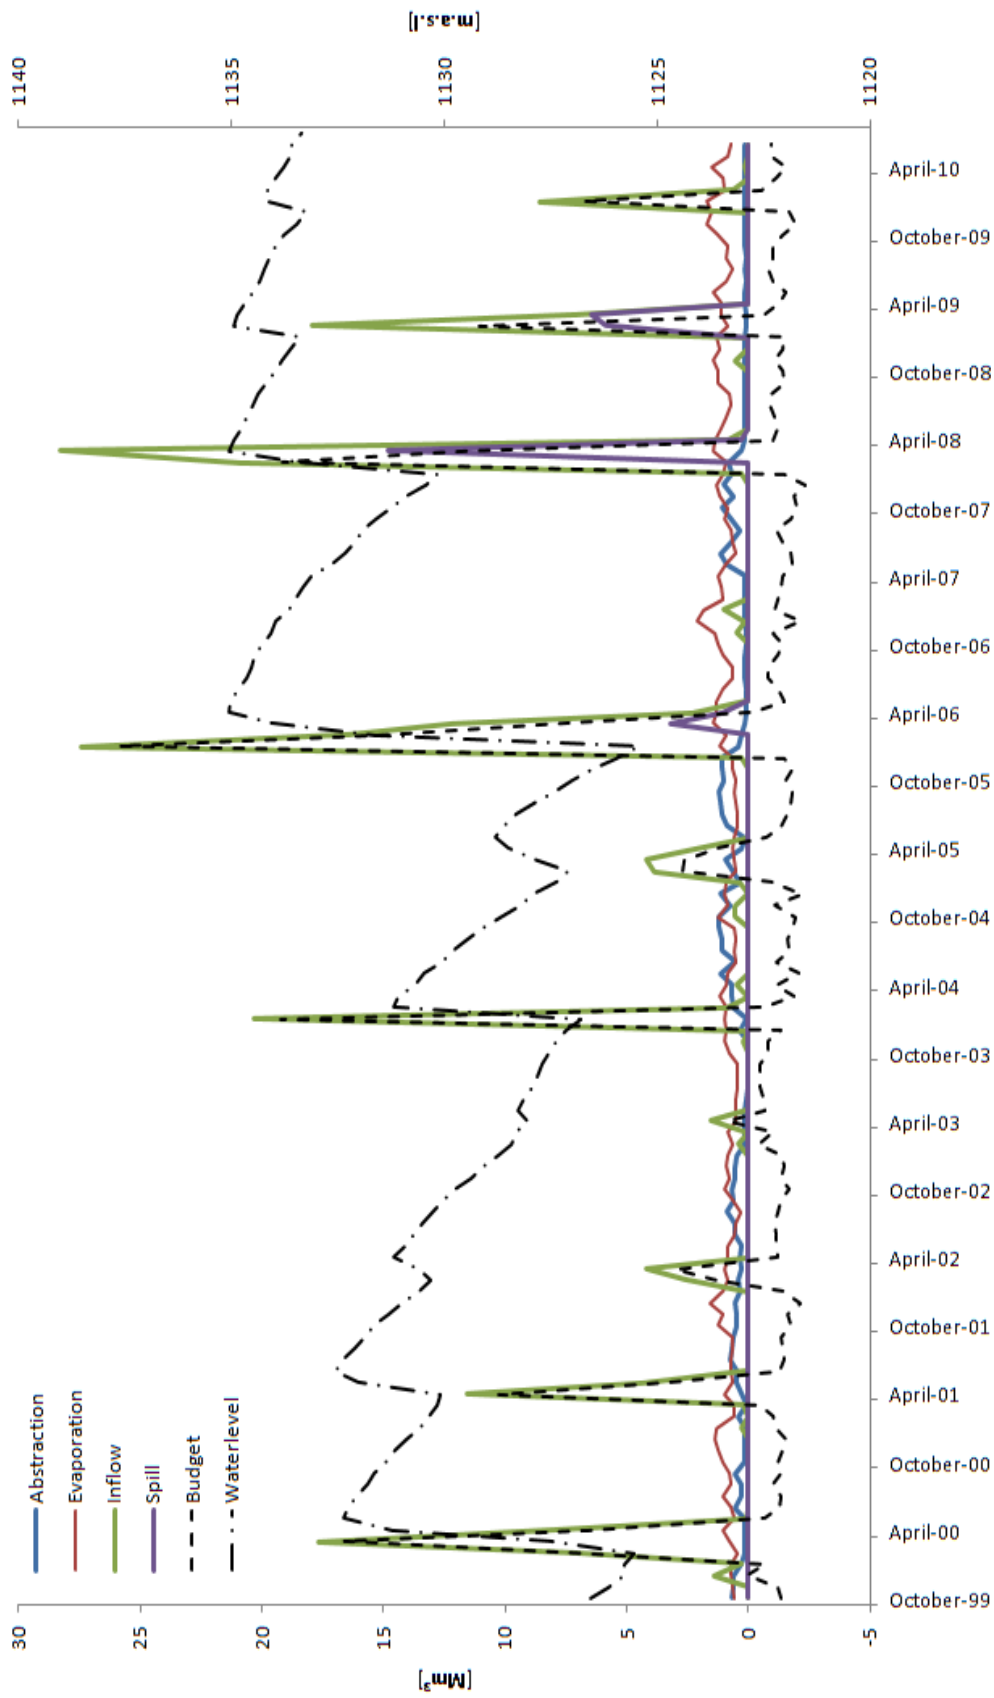 Abstraction
Evaporation
Inflow
Spill
Budget
Waterlevel
[Mm³]
30
25
20
15
10
5
0
-5
[m.a.s.l]
1140
1135
1130
1125
1120
October-99
April-00
October-00
April-01
October-01
April-02
October-02
April-03
October-03
April-04
October-04
April-05
October-05
April-06
October-06
April-07
October-07
April-08
October-08
April-09
October-09
April-10